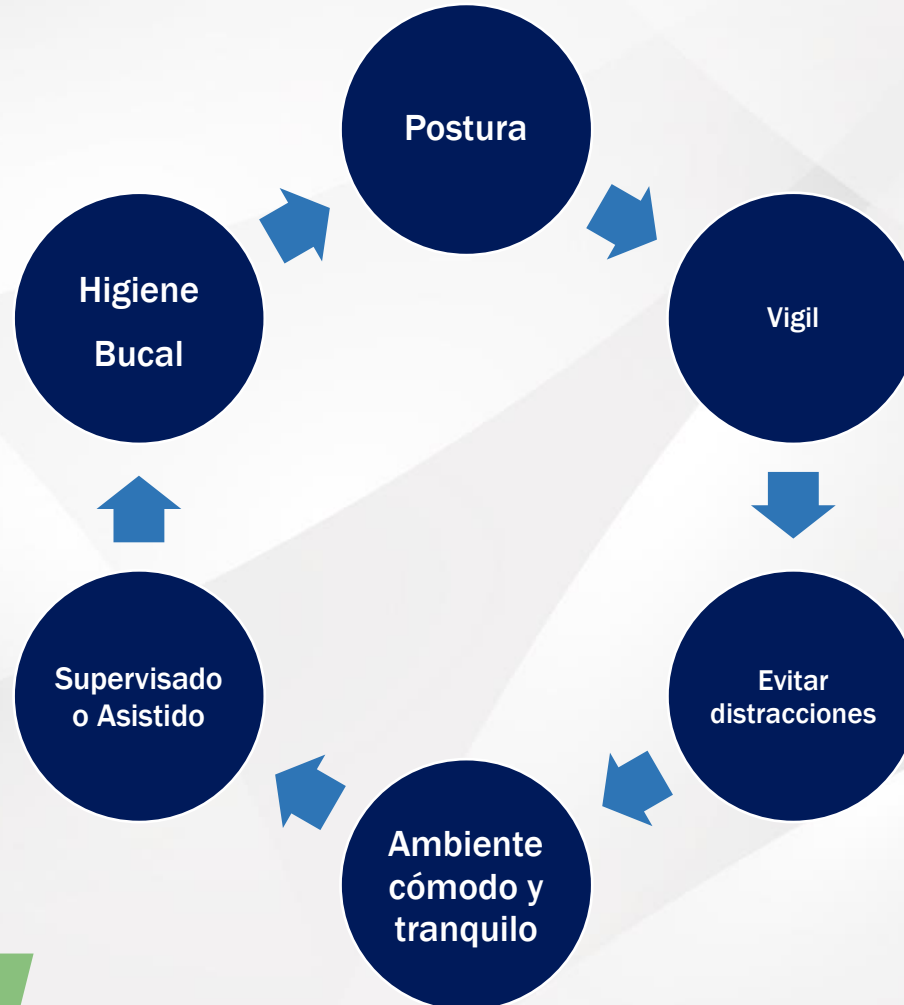 Postura
Vigil
Evitar
distracciones
Ambiente
cómodo y
tranquilo
Supervisado
o Asistido
Higiene
Bucal